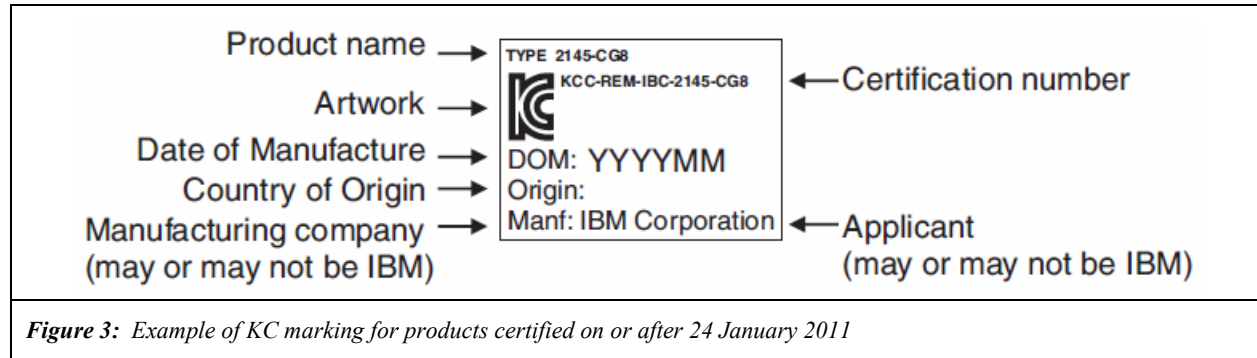 Product name
Artwork
Date of Manufacture
Country of Origin
Manufacturing company
(may or may not be IBM)
TYPE 2145-CG8
KC
KCC-REM-IBC-2145-CG8
DOM: YYYYMM
Origin:
Manf: IBM Corporation
Certification number
Applicant
(may or may not be IBM)
Figure 3: Example of KC marking for products certified on or after 24 January 2011